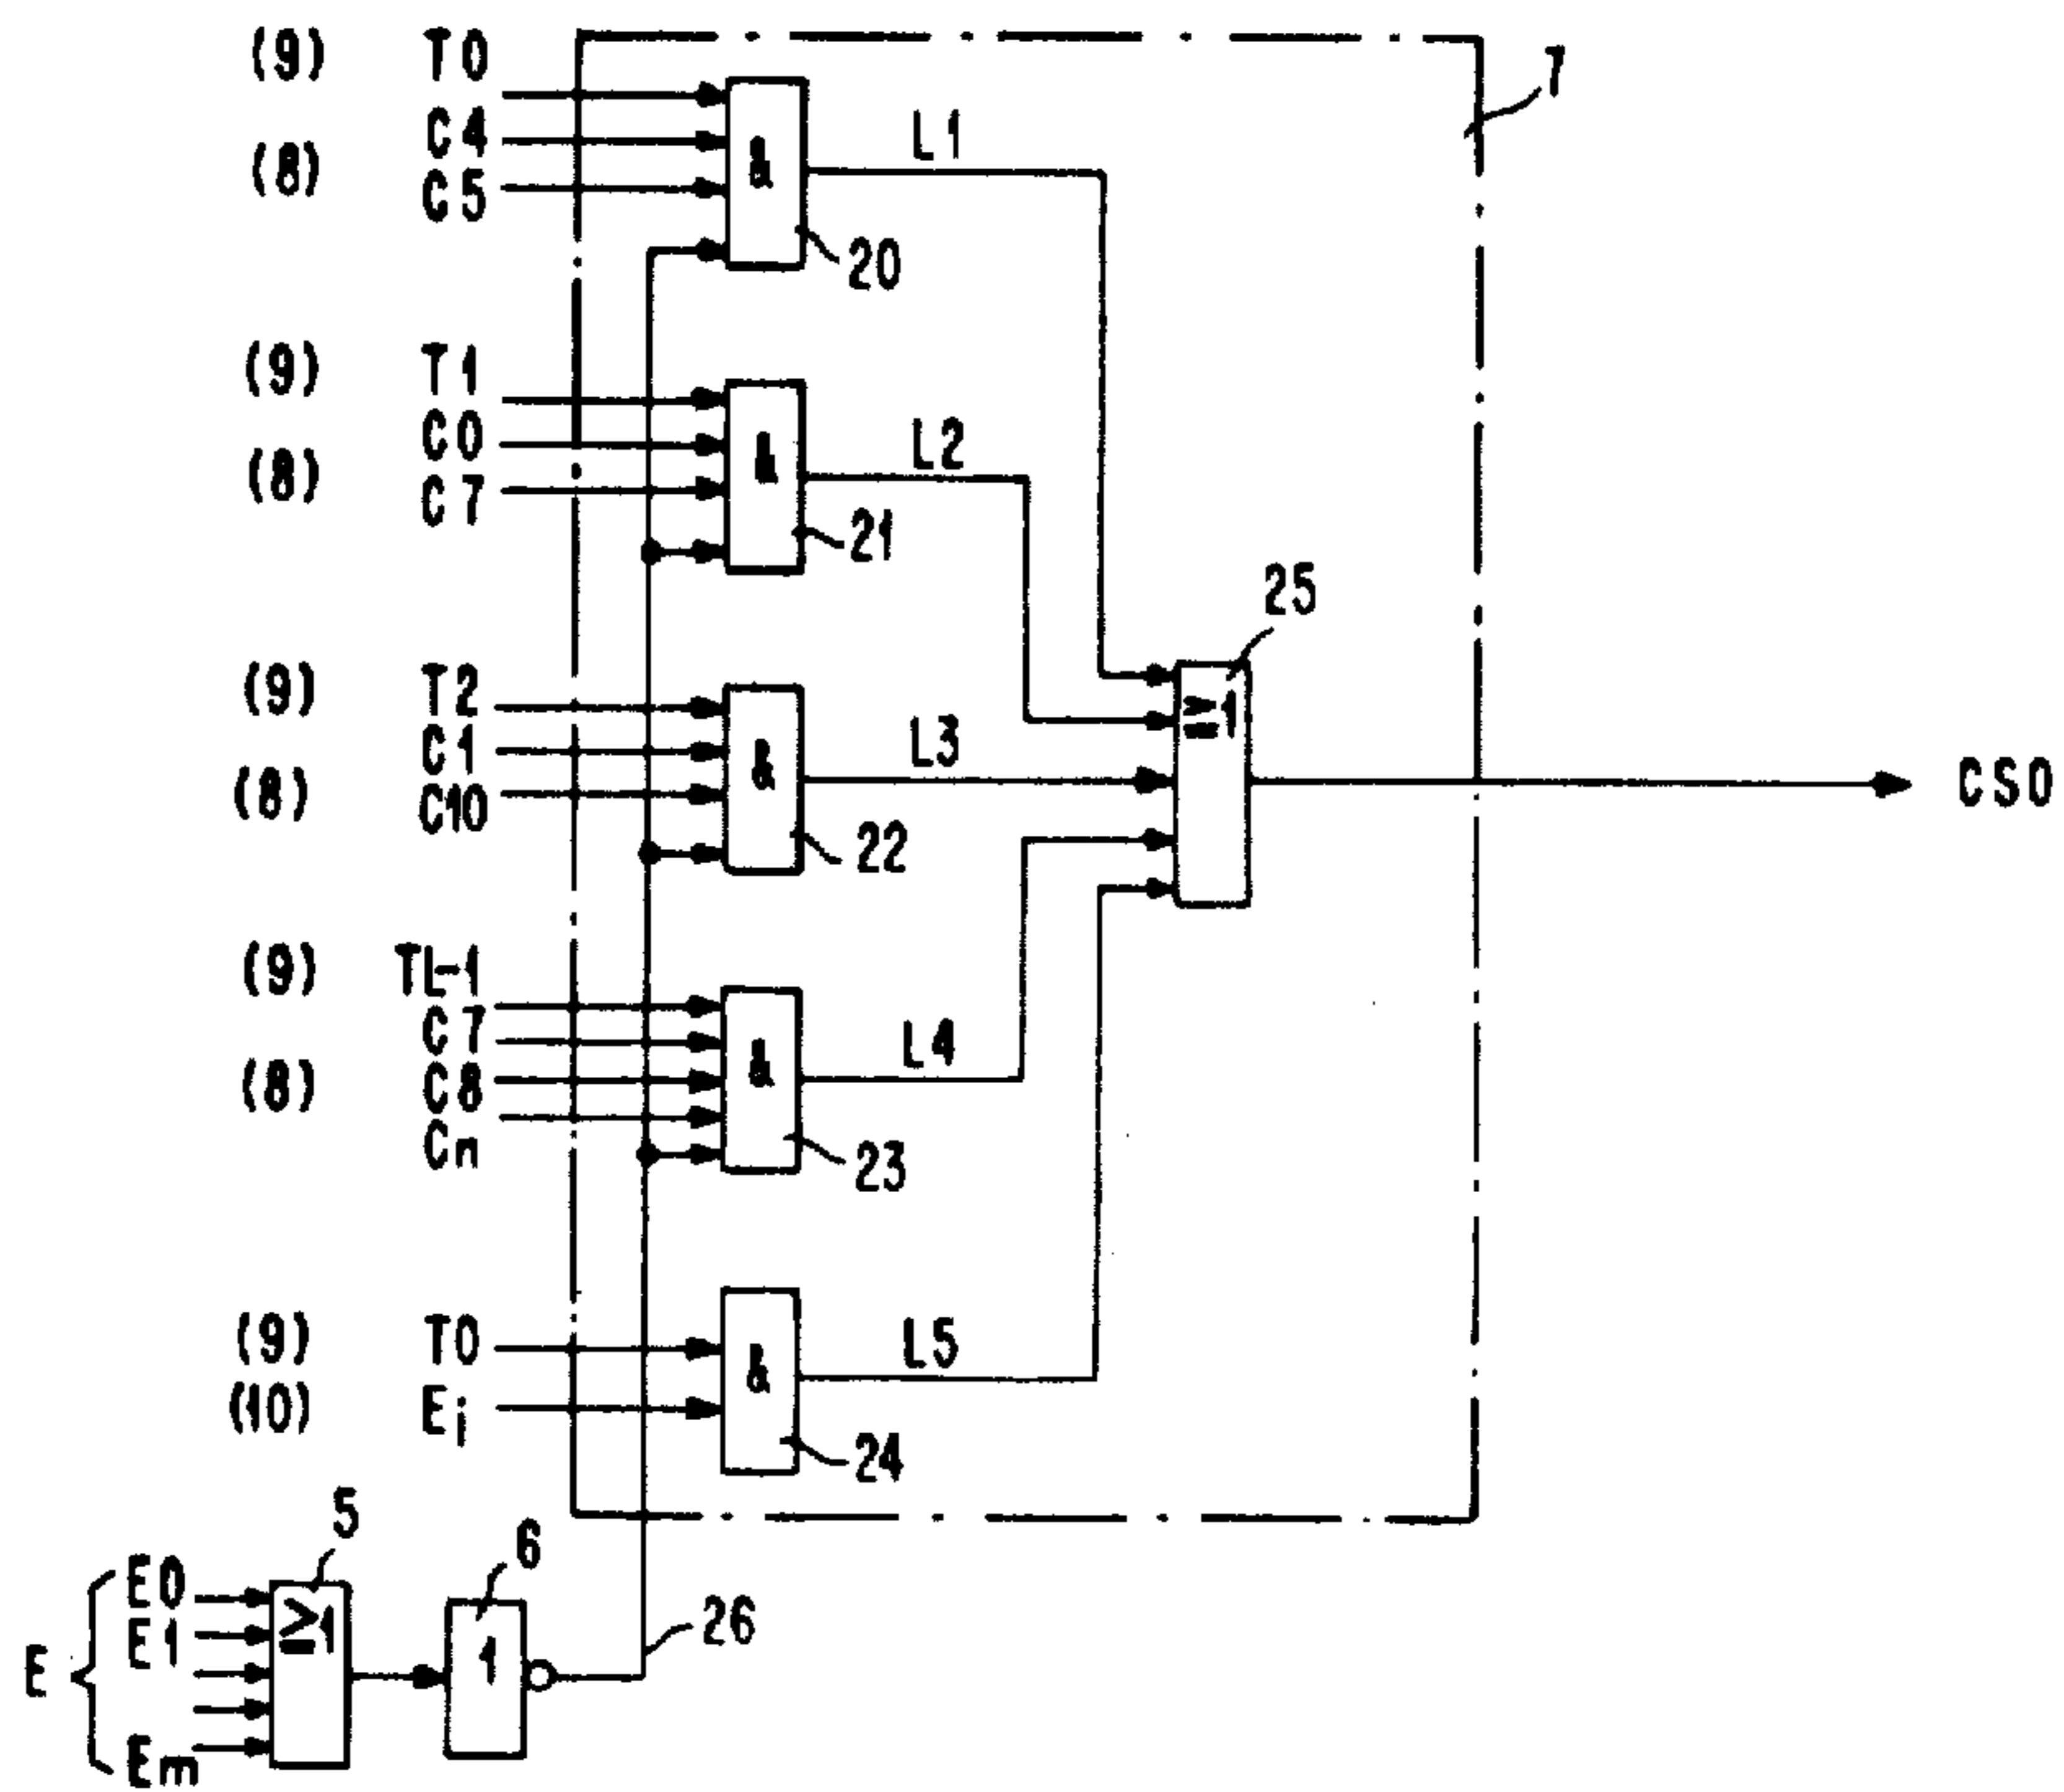 (9) T0
C4
(8) C5
& L1
20
7
(9) T1
C0
(8) C7
& L2
21
(9) T2
C1
(8) C10
& L3
22
25
≥1
CS0
(9) TL-1
C7
(8) C8
Cn
& L4
23
(9) T0
(10) Ej
& L5
24
5
6
26
E
E0
E1
Em
≥1
1